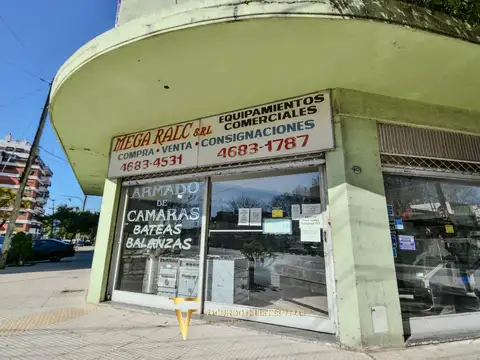 MEGA RALC SRL
EQUIPAMIENTOS
COMERCIALES
COMPRA • VENTA • CONSIGNACIONES
4683-4531
4683-1787
ARMADO
DE
CAMARAS
BATEAS
BALANZAS